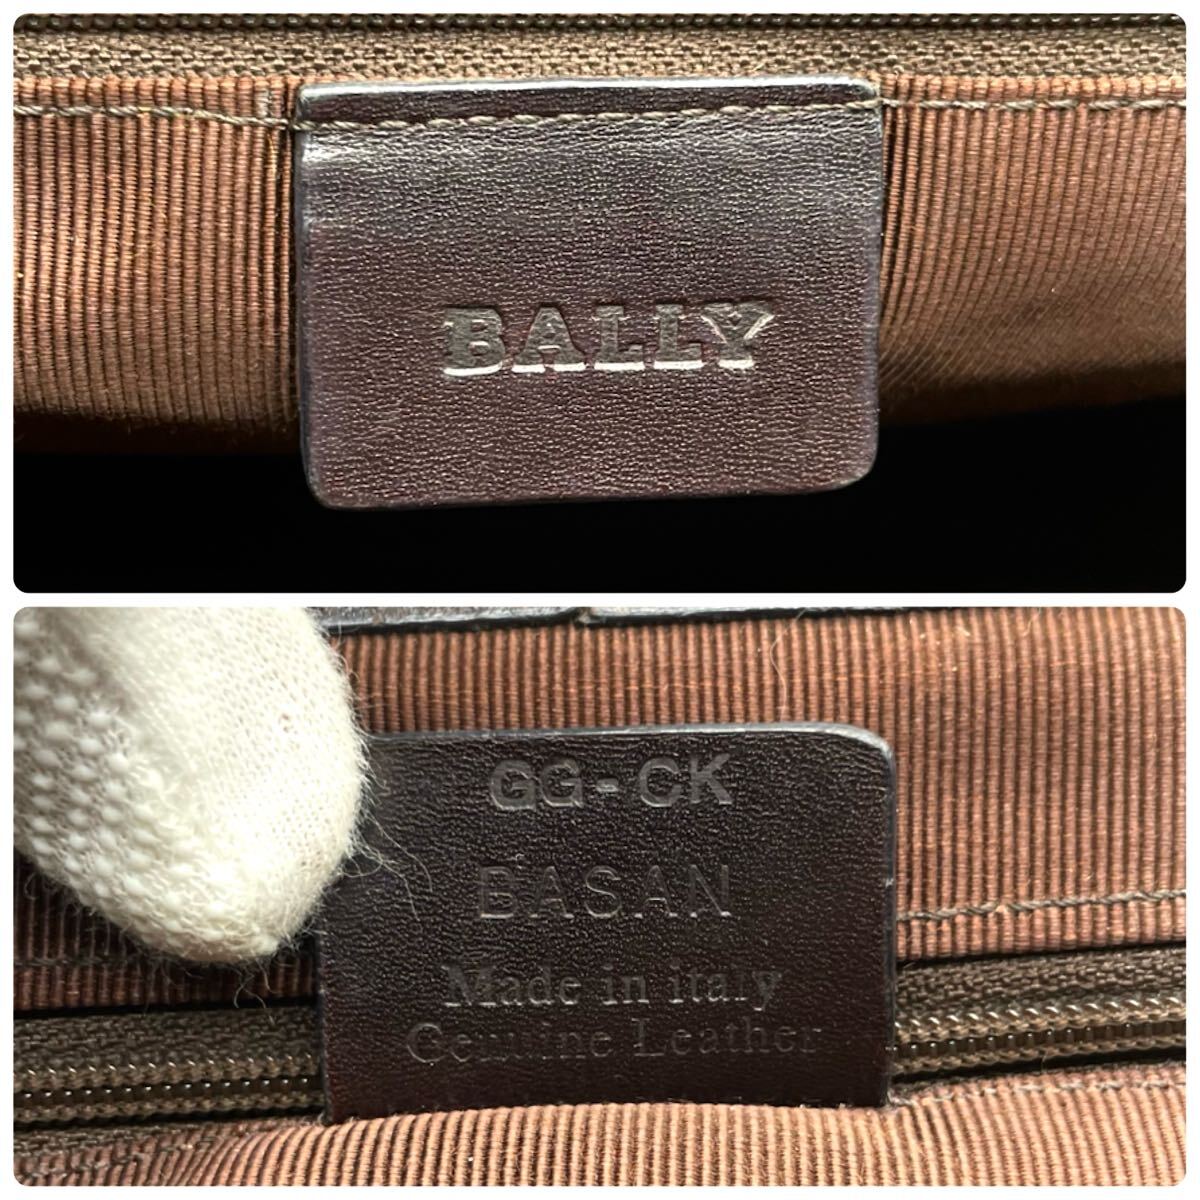 BALLY
GG-CK
BASAN
Made in italy
Genuine Leather